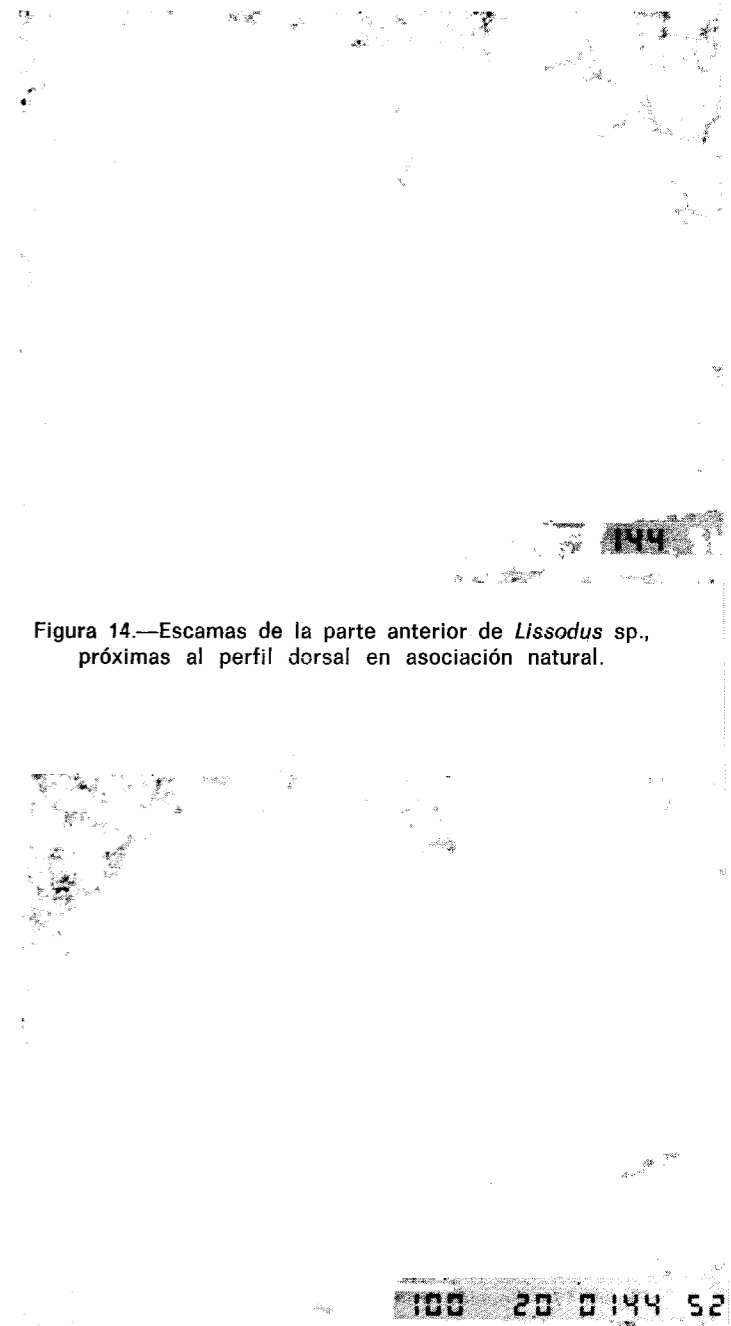 144
Figura 14.—Escamas de la parte anterior de Lissodus sp.,
próximas al perfil dorsal en asociación natural.
100 20 0144 52